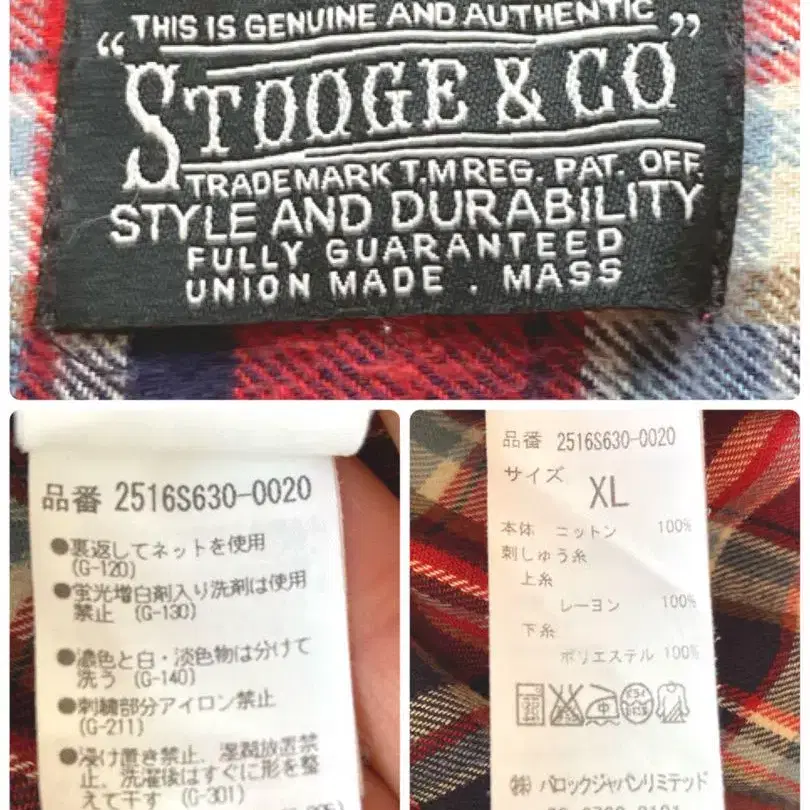 THIS IS GENUINE AND AUTHENTIC
“STOOGE & CO”
TRADEMARK T.M REG. PAT. OFF.
STYLE AND DURABILITY
FULLY GUARANTEED
UNION MADE . MASS
品番 2516S630-0020
●裏返してネットを使用
(G-120)
●蛍光増白剤入り洗剤は使用
禁止 (G-130)
●濃色と白・淡色物は分けて
洗う (G-140)
●刺繍部分アイロン禁止
(G-211)
●浸け置き禁止、湿潤放置禁
止、洗濯後はすぐに形を整
えて干す (G-301)
品番 2516S630-0020
サイズ
XL
本体 コットン 100%
刺しゅう糸
上糸
レーヨン 100%
下糸
ポリエステル 100%
㈱ バロックジャパンリミテッド